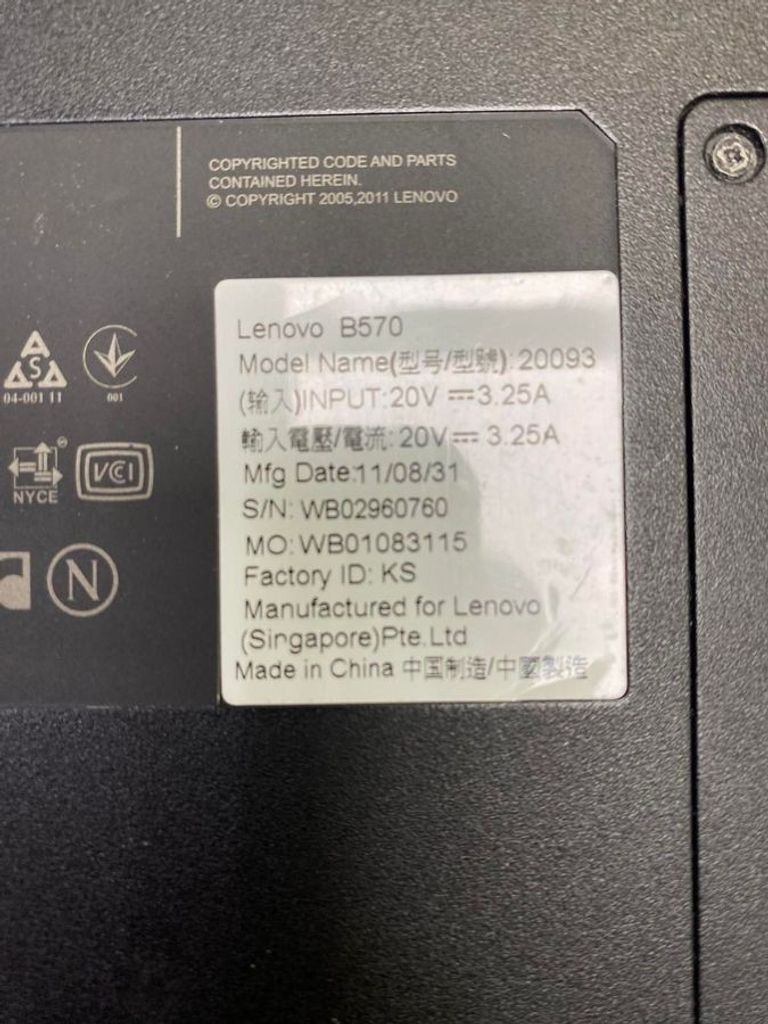 COPYRIGHTED CODE AND PARTS
CONTAINED HEREIN.
© COPYRIGHT 2005,2011 LENOVO
Lenovo B570
Model Name(型号/型號): 20093
(输入)INPUT:20V ⎓3.25A
輸入電壓/電流: 20V⎓ 3.25A
Mfg Date:11/08/31
S/N: WB02960760
MO: WB01083115
Factory ID: KS
Manufactured for Lenovo
(Singapore)Pte.Ltd
Made in China 中国制造/中國製造
S
04-001 11
001
NYCE
VCCI
N